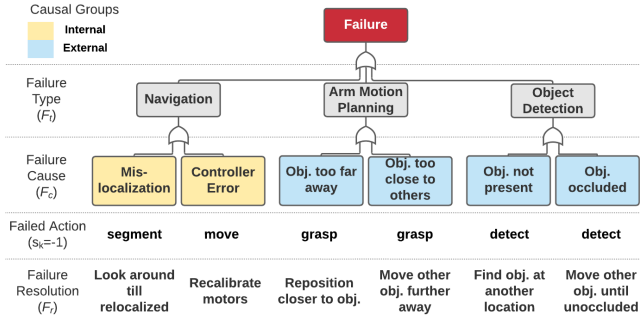 Causal Groups
Internal
External
Failure
Failure
Type
(Ft)
Navigation
Arm Motion
Planning
Object
Detection
Failure
Cause
(Fc)
Mis-
localization
Controller
Error
Obj. too far
away
Obj. too
close to
others
Obj. not
present
Obj.
occluded
Failed Action
(sk=-1)
segment
move
grasp
grasp
detect
detect
Failure
Resolution
(Fr)
Look around
till
relocalized
Recalibrate
motors
Reposition
closer to obj.
Move other
obj. further
away
Find obj. at
another
location
Move other
obj. until
unoccluded